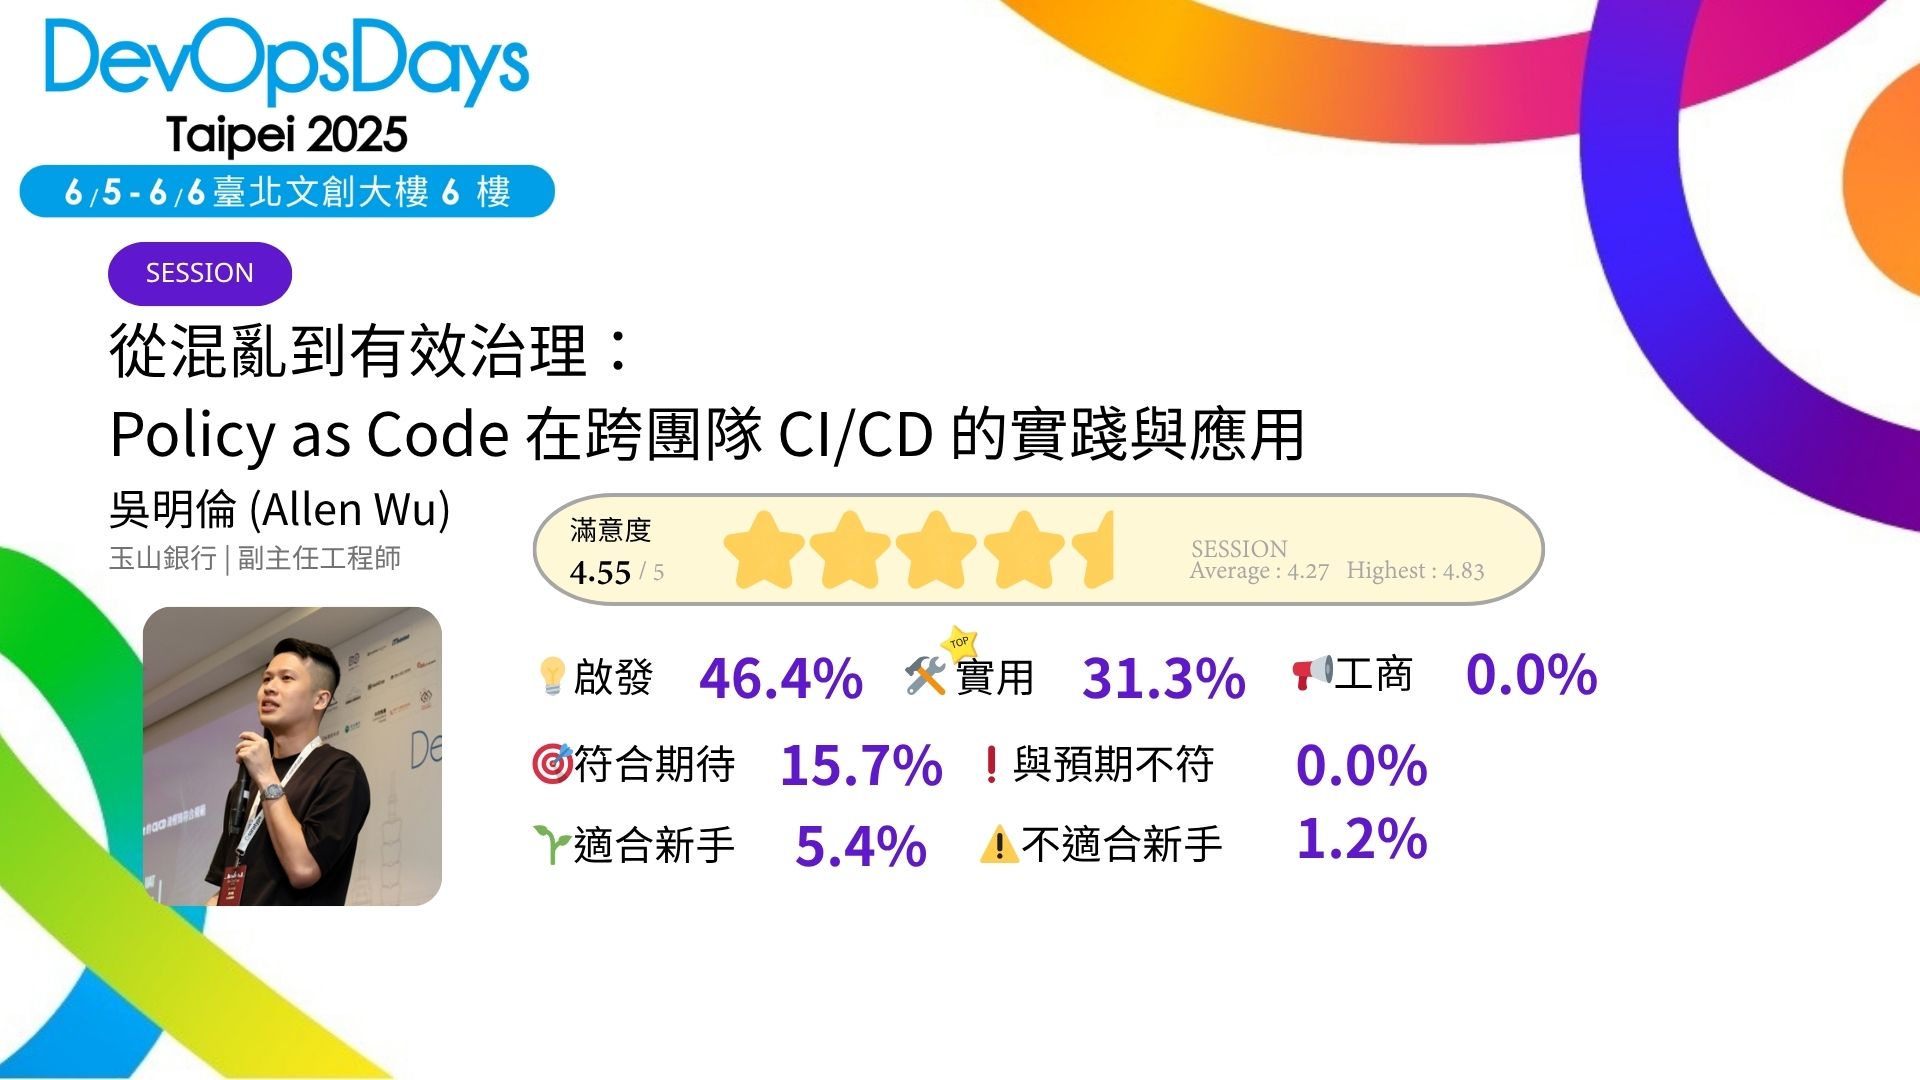 DevOpsDays
Taipei 2025
6/5 - 6/6 臺北文創大樓 6 樓
SESSION
從混亂到有效治理：
Policy as Code 在跨團隊 CI/CD 的實踐與應用
吳明倫 (Allen Wu)
玉山銀行 | 副主任工程師
滿意度
4.55 / 5
SESSION
Average : 4.27 Highest : 4.83
TOP
啟發 46.4% 實用 31.3% 工商 0.0%
符合期待 15.7% 與預期不符 0.0%
適合新手 5.4% 不適合新手 1.2%
De